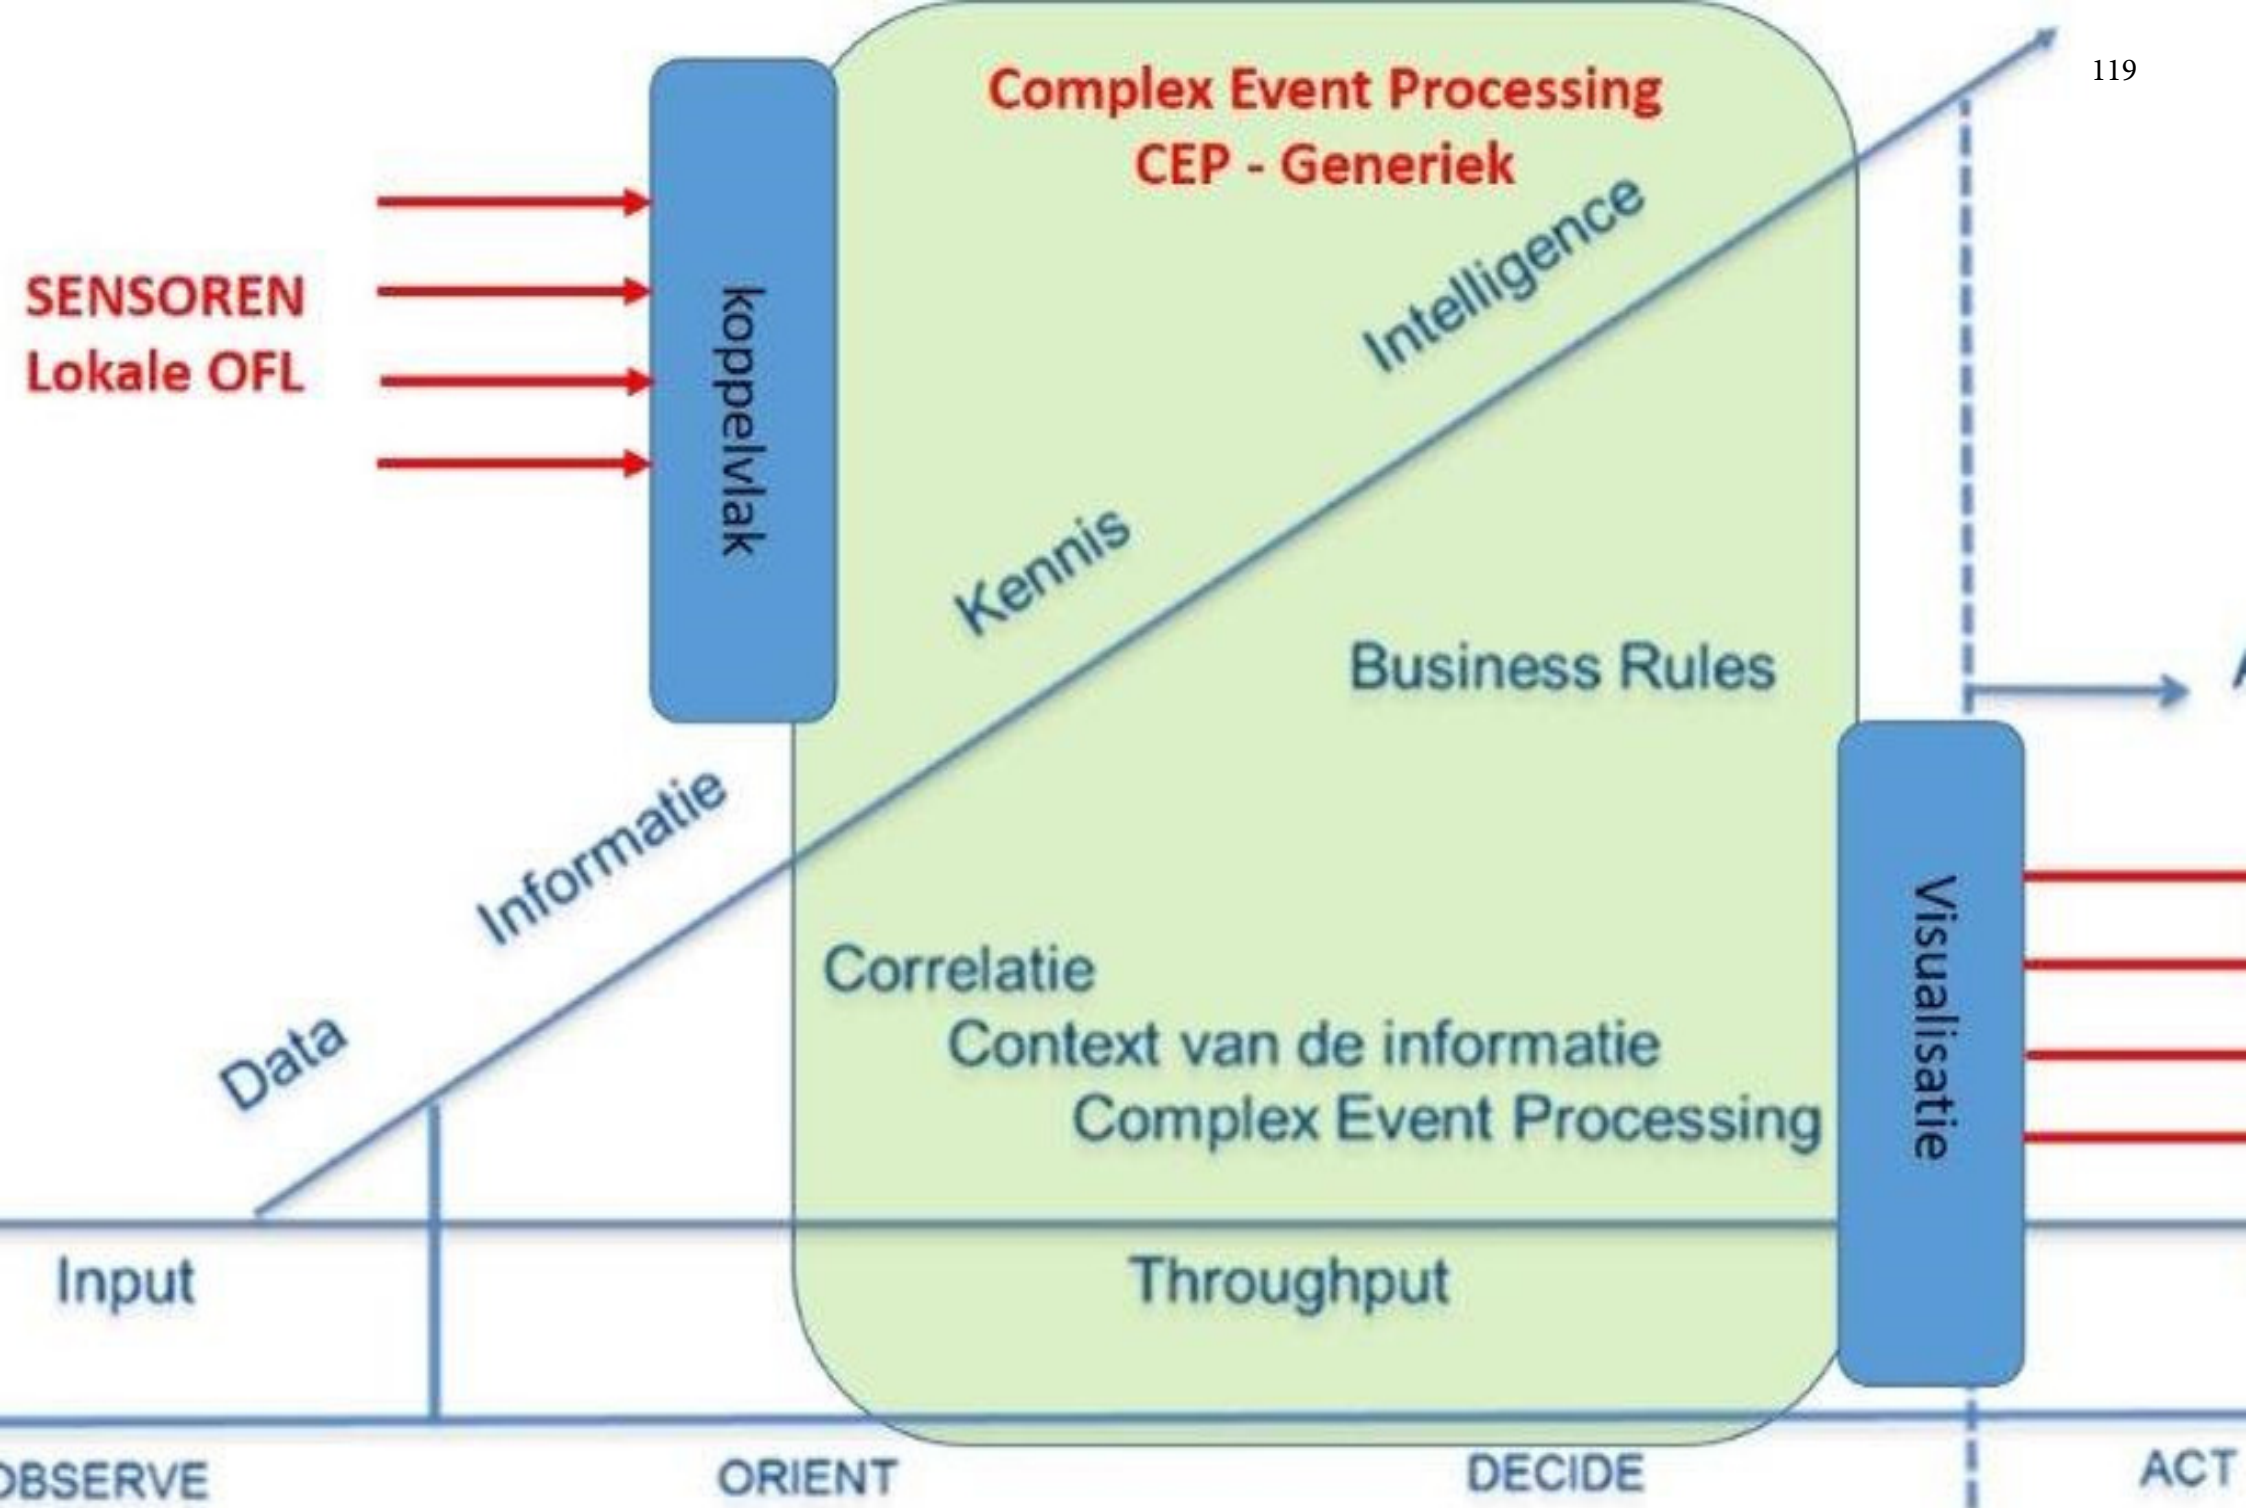 119
Complex Event Processing
CEP - Generiek
SENSOREN
Lokale OFL
koppelvlak
Intelligence
Kennis
Business Rules
Informatie
Data
Correlatie
Context van de informatie
Complex Event Processing
Visualisatie
Input
Throughput
OBSERVE
ORIENT
DECIDE
ACT